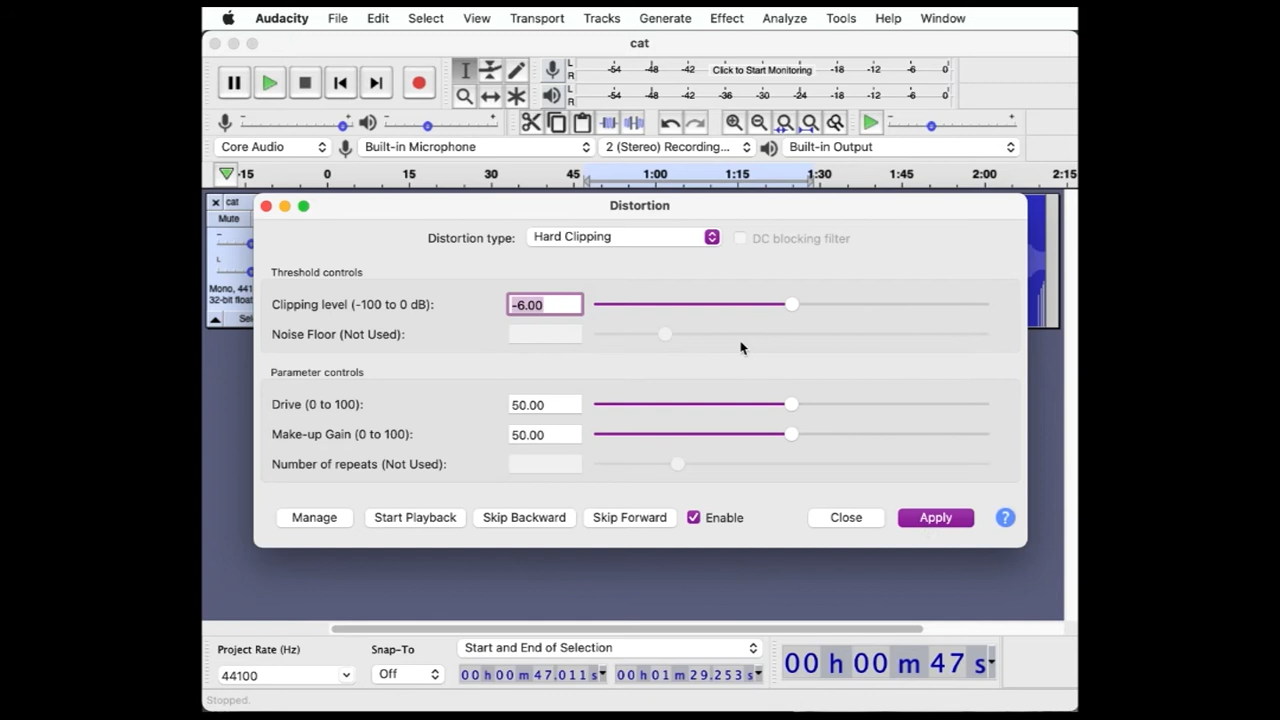 Audacity File Edit Select View Transport Tracks Generate Effect Analyze Tools Help Window
cat
L R -54 -48 -42 Click to Start Monitoring -18 -12 -6 0
L R -54 -48 -42 -36 -30 -24 -18 -12 -6 0
Core Audio Built-in Microphone 2 (Stereo) Recording... Built-in Output
-15 0 15 30 45 1:00 1:15 1:30 1:45 2:00 2:15
cat
Mute
L
Mono, 441
32-bit float
Sel
Distortion
Distortion type: Hard Clipping DC blocking filter
Threshold controls
Clipping level (-100 to 0 dB): -6.00
Noise Floor (Not Used):
Parameter controls
Drive (0 to 100): 50.00
Make-up Gain (0 to 100): 50.00
Number of repeats (Not Used):
Manage Start Playback Skip Backward Skip Forward Enable Close Apply ?
Project Rate (Hz) Snap-To Start and End of Selection
44100 Off 00 h 00 m 47.011 s 00 h 01 m 29.253 s 00 h 00 m 47 s
Stopped.